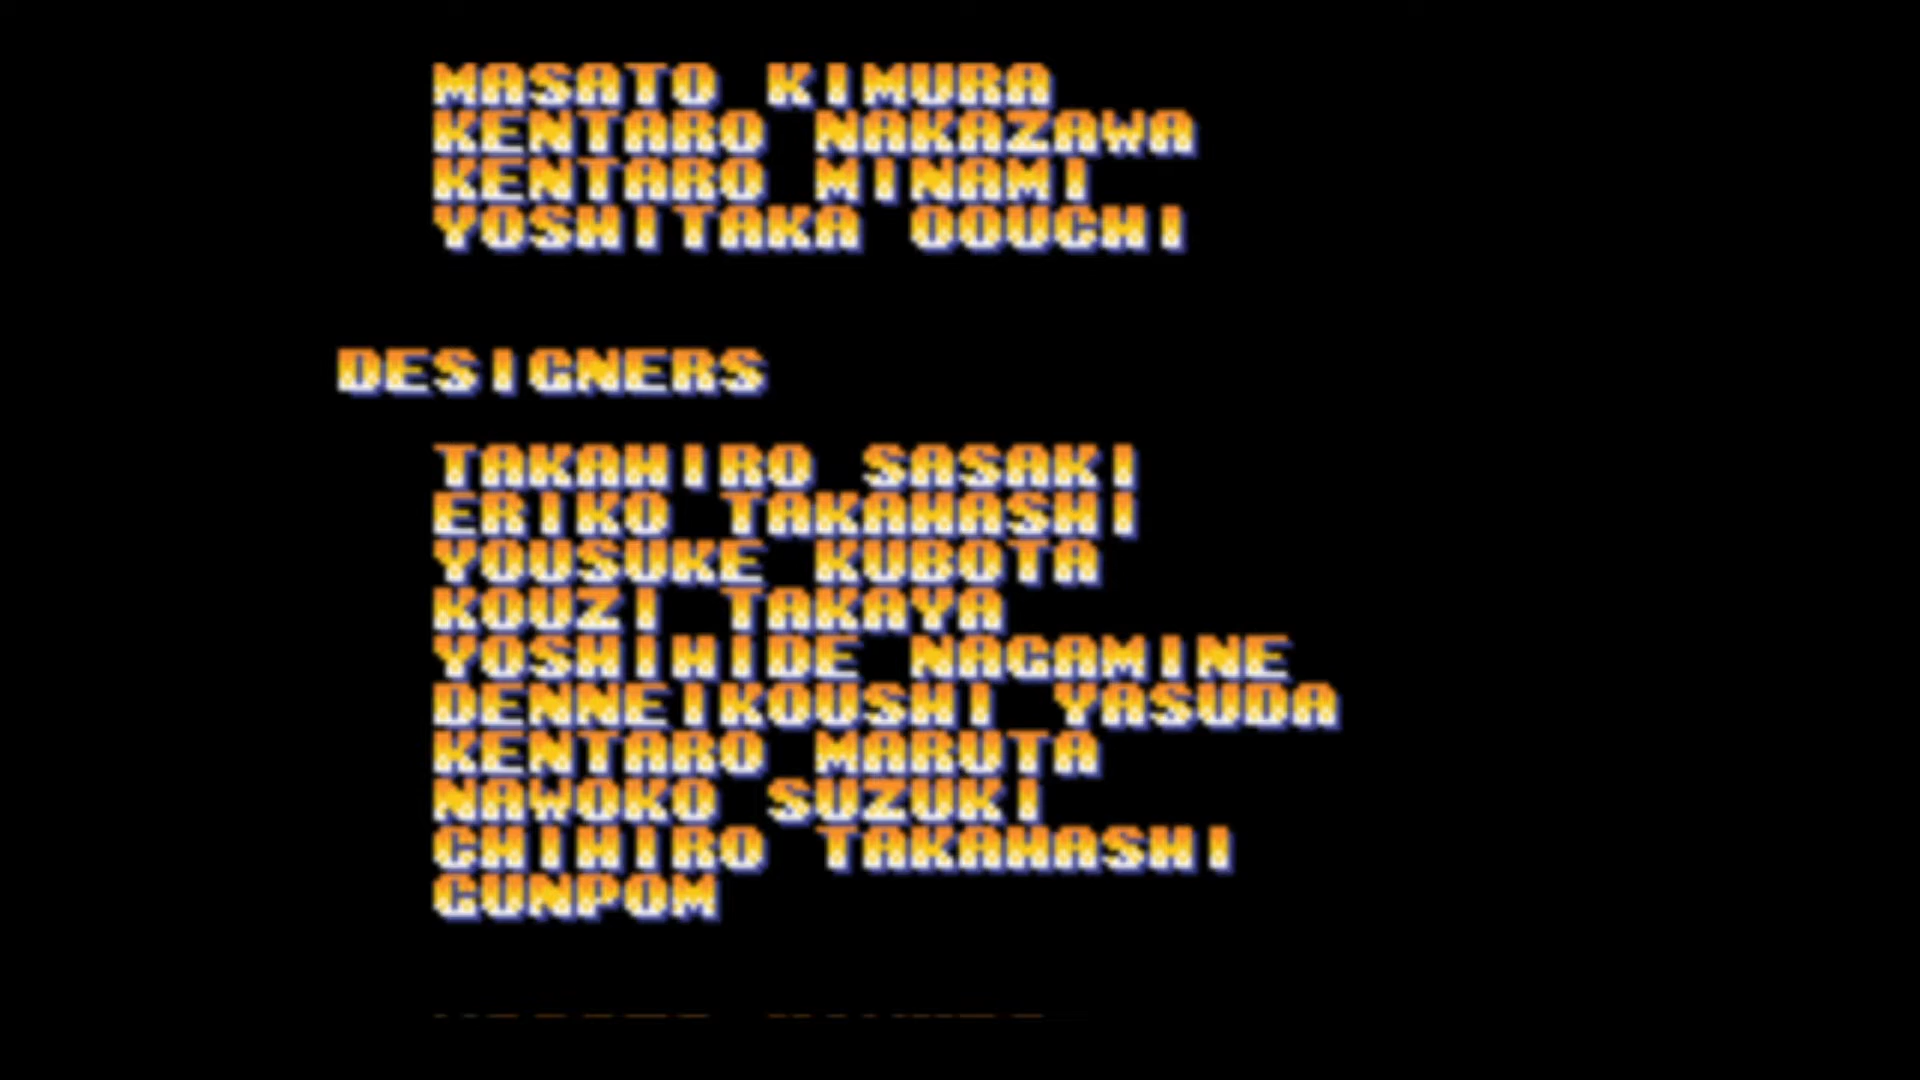 MASATO KIMURA
KENTARO NAKAZAWA
KENTARO MINAMI
YOSHITAKA OOUCHI
DESIGNERS
TAKAHIRO SASAKI
ERIKO TAKAHASHI
YOUSUKE KUBOTA
KOUZI TAKAYA
YOSHIHIDE NAGAMINE
DENNEIKOUSHI YASUDA
KENTARO MARUTA
NAWOKO SUZUKI
CHIHIRO TAKAHASHI
GUNPOM